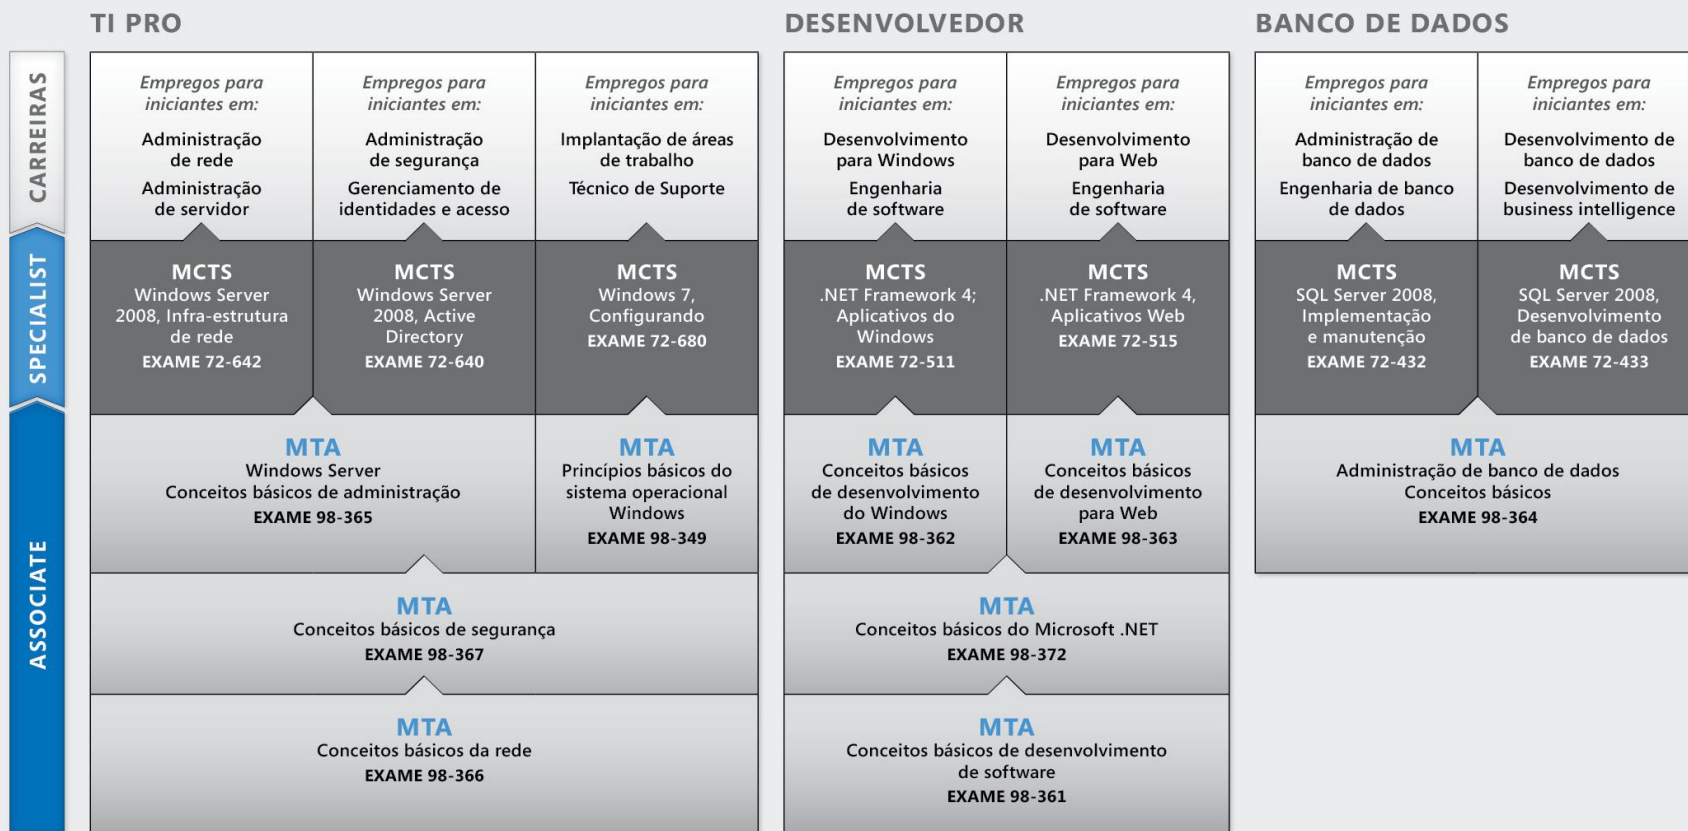 TI PRO
CARREIRAS
SPECIALIST
ASSOCIATE
Empregos para
iniciantes em:
Administração
de rede
Administração
de servidor
Empregos para
iniciantes em:
Administração
de segurança
Gerenciamento de
identidades e acesso
Empregos para
iniciantes em:
Implantação de áreas
de trabalho
Técnico de Suporte
MCTS
Windows Server
2008, Infra-estrutura
de rede
EXAME 72-642
MCTS
Windows Server
2008, Active
Directory
EXAME 72-640
MCTS
Windows 7,
Configurando
EXAME 72-680
MTA
Windows Server
Conceitos básicos de administração
EXAME 98-365
MTA
Princípios básicos do
sistema operacional
Windows
EXAME 98-349
MTA
Conceitos básicos de segurança
EXAME 98-367
MTA
Conceitos básicos da rede
EXAME 98-366
DESENVOLVEDOR
Empregos para
iniciantes em:
Desenvolvimento
para Windows
Engenharia
de software
Empregos para
iniciantes em:
Desenvolvimento
para Web
Engenharia
de software
MCTS
.NET Framework 4;
Aplicativos do
Windows
EXAME 72-511
MCTS
.NET Framework 4,
Aplicativos Web
EXAME 72-515
MTA
Conceitos básicos
de desenvolvimento
do Windows
EXAME 98-362
MTA
Conceitos básicos
de desenvolvimento
para Web
EXAME 98-363
MTA
Conceitos básicos do Microsoft .NET
EXAME 98-372
MTA
Conceitos básicos de desenvolvimento
de software
EXAME 98-361
BANCO DE DADOS
Empregos para
iniciantes em:
Administração de
banco de dados
Engenharia de banco
de dados
Empregos para
iniciantes em:
Desenvolvimento de
banco de dados
Desenvolvimento de
business intelligence
MCTS
SQL Server 2008,
Implementação
e manutenção
EXAME 72-432
MCTS
SQL Server 2008,
Desenvolvimento
de banco de dados
EXAME 72-433
MTA
Administração de banco de dados
Conceitos básicos
EXAME 98-364